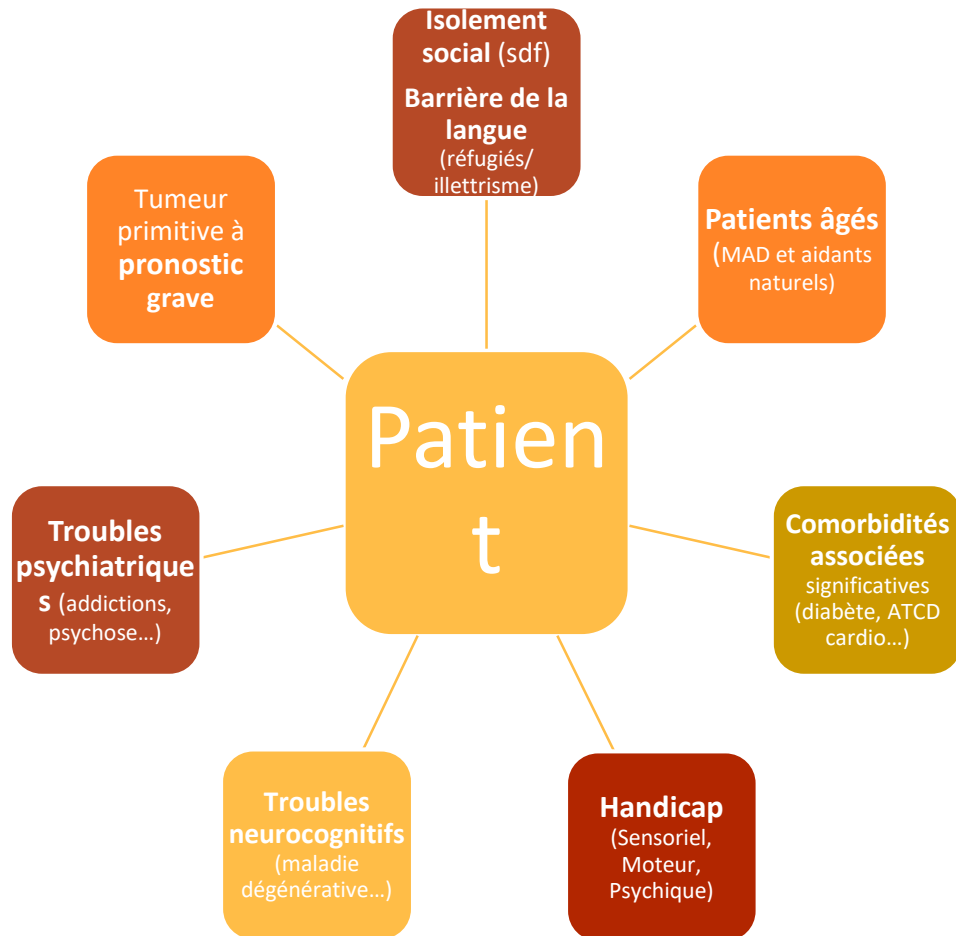 Isolement
social (sdf)
Barrière de la
langue
(réfugiés/
illettrisme)
Patients âgés
(MAD et aidants
naturels)
Comorbidités
associées
significatives
(diabète, ATCD
cardio…)
Handicap
(Sensoriel,
Moteur,
Psychique)
Troubles
neurocognitifs
(maladie
dégénérative…)
Troubles
psychiatrique
s (addictions,
psychose…)
Tumeur
primitive à
pronostic
grave
Patien
t